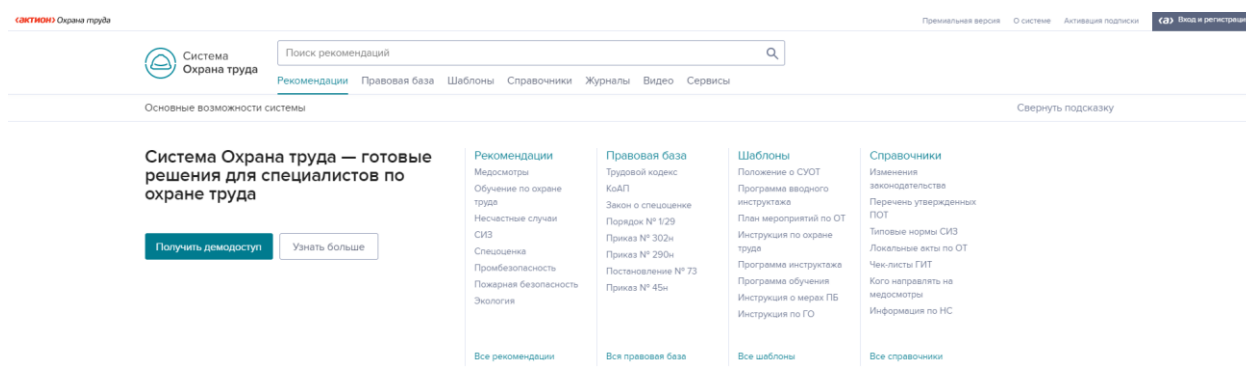 ‹актион› Охрана труда
Премиальная версия О системе Активация подписки ‹а› Вход и регистрация
Система
Охрана труда
Поиск рекомендаций
Рекомендации Правовая база Шаблоны Справочники Журналы Видео Сервисы
Основные возможности системы Свернуть подсказку
Система Охрана труда — готовые
решения для специалистов по
охране труда
Получить демодоступ Узнать больше
Рекомендации
Медосмотры
Обучение по охране
труда
Несчастные случаи
СИЗ
Спецоценка
Промбезопасность
Пожарная безопасность
Экология
Все рекомендации
Правовая база
Трудовой кодекс
КоАП
Закон о спецоценке
Порядок № 1/29
Приказ № 302н
Приказ № 290н
Постановление № 73
Приказ № 45н
Вся правовая база
Шаблоны
Положение о СУОТ
Программа вводного
инструктажа
План мероприятий по ОТ
Инструкция по охране
труда
Программа инструктажа
Программа обучения
Инструкция о мерах ПБ
Инструкция по ГО
Все шаблоны
Справочники
Изменения
законодательства
Перечень утвержденных
ПОТ
Типовые нормы СИЗ
Локальные акты по ОТ
Чек-листы ГИТ
Кого направлять на
медосмотры
Информация по НС
Все справочники